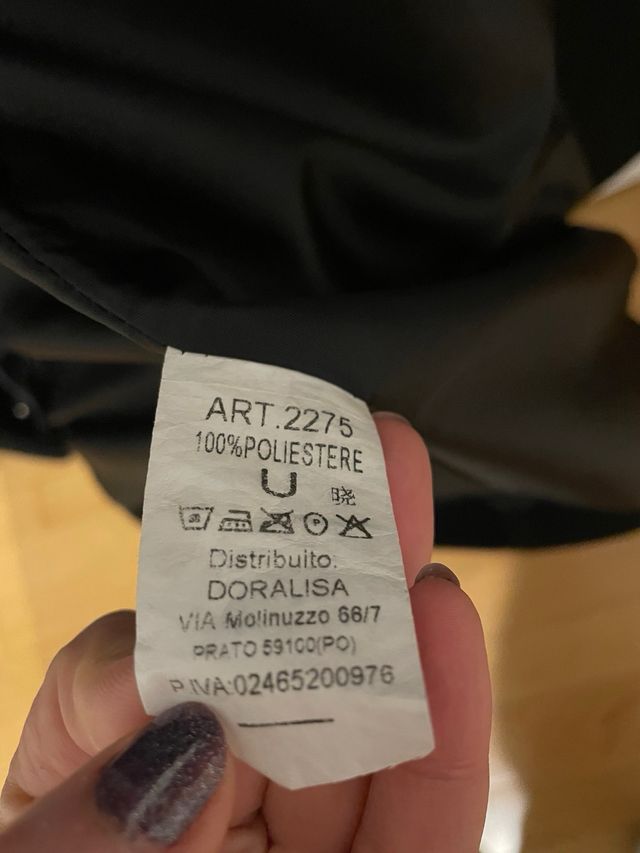 ART.2275
100%POLIESTERE
U
晓
Distribuito:
DORALISA
VIA Molinuzzo 66/7
PRATO 59100(PO)
P.IVA:02465200976